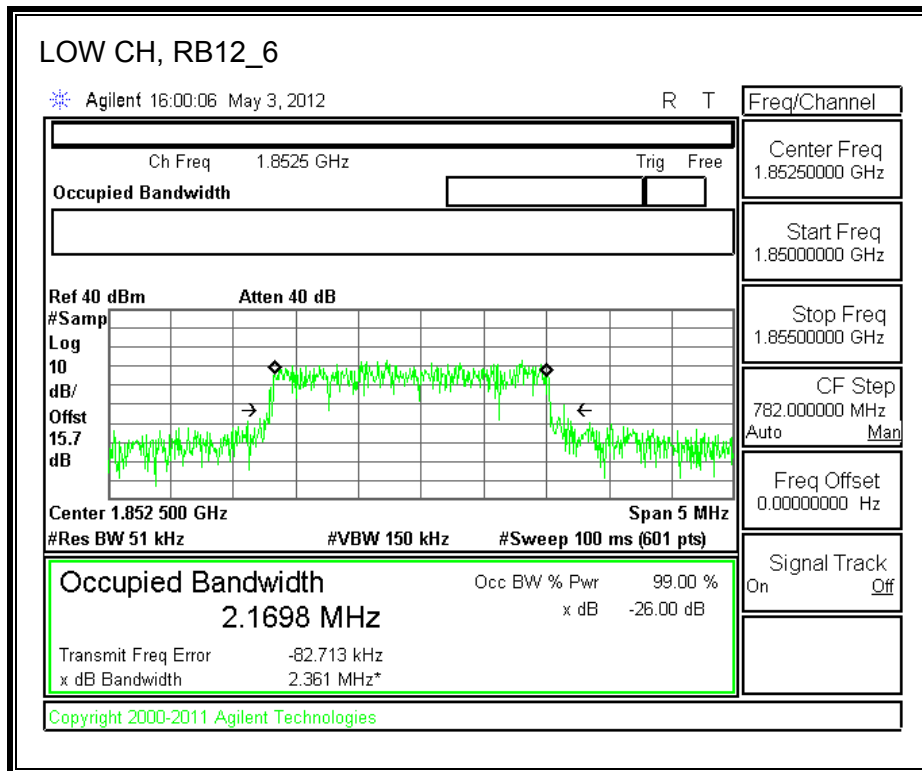 LOW CH, RB12_6
Agilent 16:00:06 May 3, 2012 R T
Freq/Channel
Ch Freq 1.8525 GHz Trig Free
Occupied Bandwidth
Center Freq
1.85250000 GHz
Start Freq
1.85000000 GHz
Stop Freq
1.85500000 GHz
CF Step
782.000000 MHz
Auto Man
Freq Offset
0.00000000 Hz
Signal Track
On Off
Ref 40 dBm Atten 40 dB
#Samp
Log
10
dB/
Offst
15.7
dB
Center 1.852 500 GHz Span 5 MHz
#Res BW 51 kHz #VBW 150 kHz #Sweep 100 ms (601 pts)
Occupied Bandwidth
2.1698 MHz
Occ BW % Pwr 99.00 %
x dB -26.00 dB
Transmit Freq Error -82.713 kHz
x dB Bandwidth 2.361 MHz*
Copyright 2000-2011 Agilent Technologies